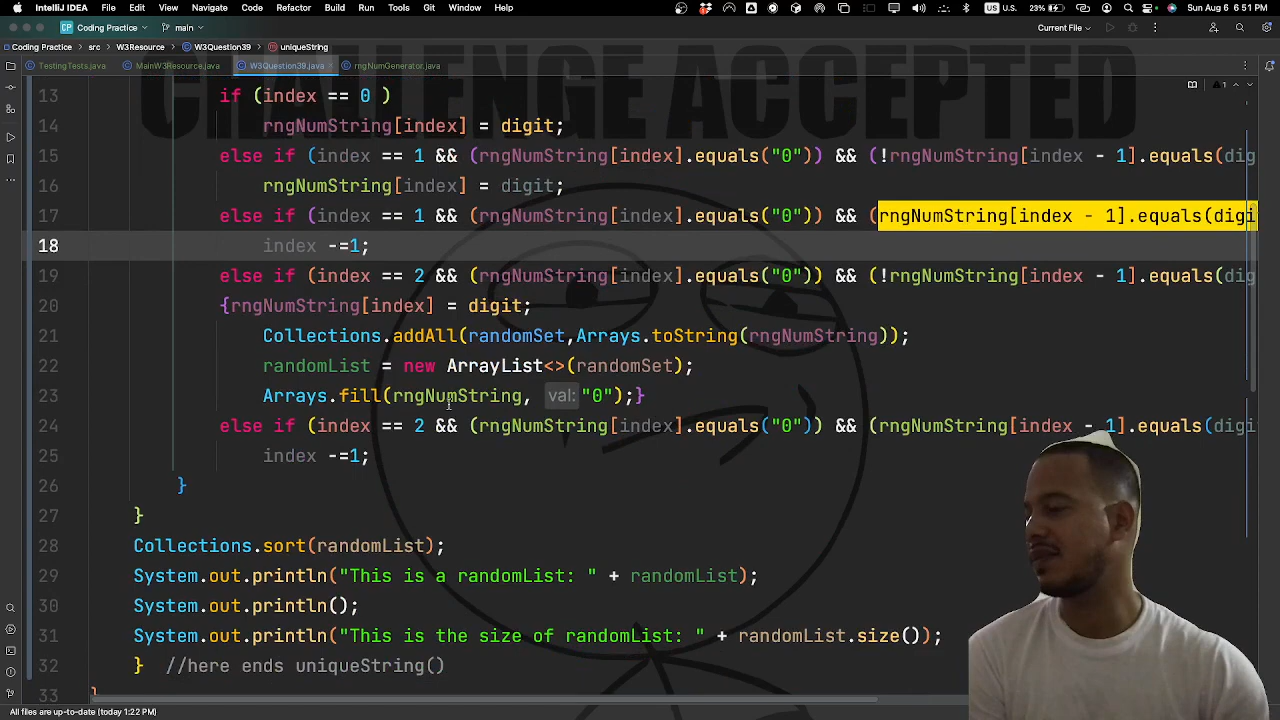 IntelliJ IDEA File Edit View Navigate Code Refactor Build Run Tools Git Window Help U.S. 23% Sun Aug 6 6:51 PM
CP Coding Practice main Current File
Coding Practice > src > W3Resource > W3Question39 > uniqueString
TestingTests.java MainW3Resource.java W3Question39.java rngNumGenerator.java
CHALLENGE ACCEPTED
13 if (index == 0 )
14 rngNumString[index] = digit;
15 else if (index == 1 && (rngNumString[index].equals("0")) && (!rngNumString[index - 1].equals(dig
16 rngNumString[index] = digit;
17 else if (index == 1 && (rngNumString[index].equals("0")) && (rngNumString[index - 1].equals(digi
18 index -=1;
19 else if (index == 2 && (rngNumString[index].equals("0")) && (!rngNumString[index - 1].equals(dig
20 {rngNumString[index] = digit;
21 Collections.addAll(randomSet,Arrays.toString(rngNumString));
22 randomList = new ArrayList<>(randomSet);
23 Arrays.fill(rngNumString, val: "0");}
24 else if (index == 2 && (rngNumString[index].equals("0")) && (rngNumString[index - 1].equals(digi
25 index -=1;
26 }
27 }
28 Collections.sort(randomList);
29 System.out.println("This is a randomList: " + randomList);
30 System.out.println();
31 System.out.println("This is the size of randomList: " + randomList.size());
32 } //here ends uniqueString()
33 }
All files are up-to-date (today 1:22 PM)